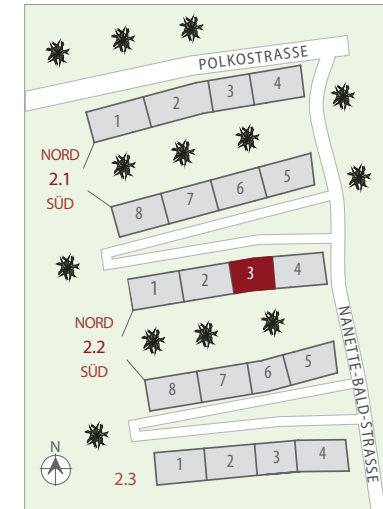 POLKOSTRASSE
1 2 3 4
NORD
2.1
SÜD
8 7 6 5
1 2 3 4
NORD
2.2
SÜD
8 7 6 5
NANETTE-BALD-STRASSE
N
2.3
1 2 3 4